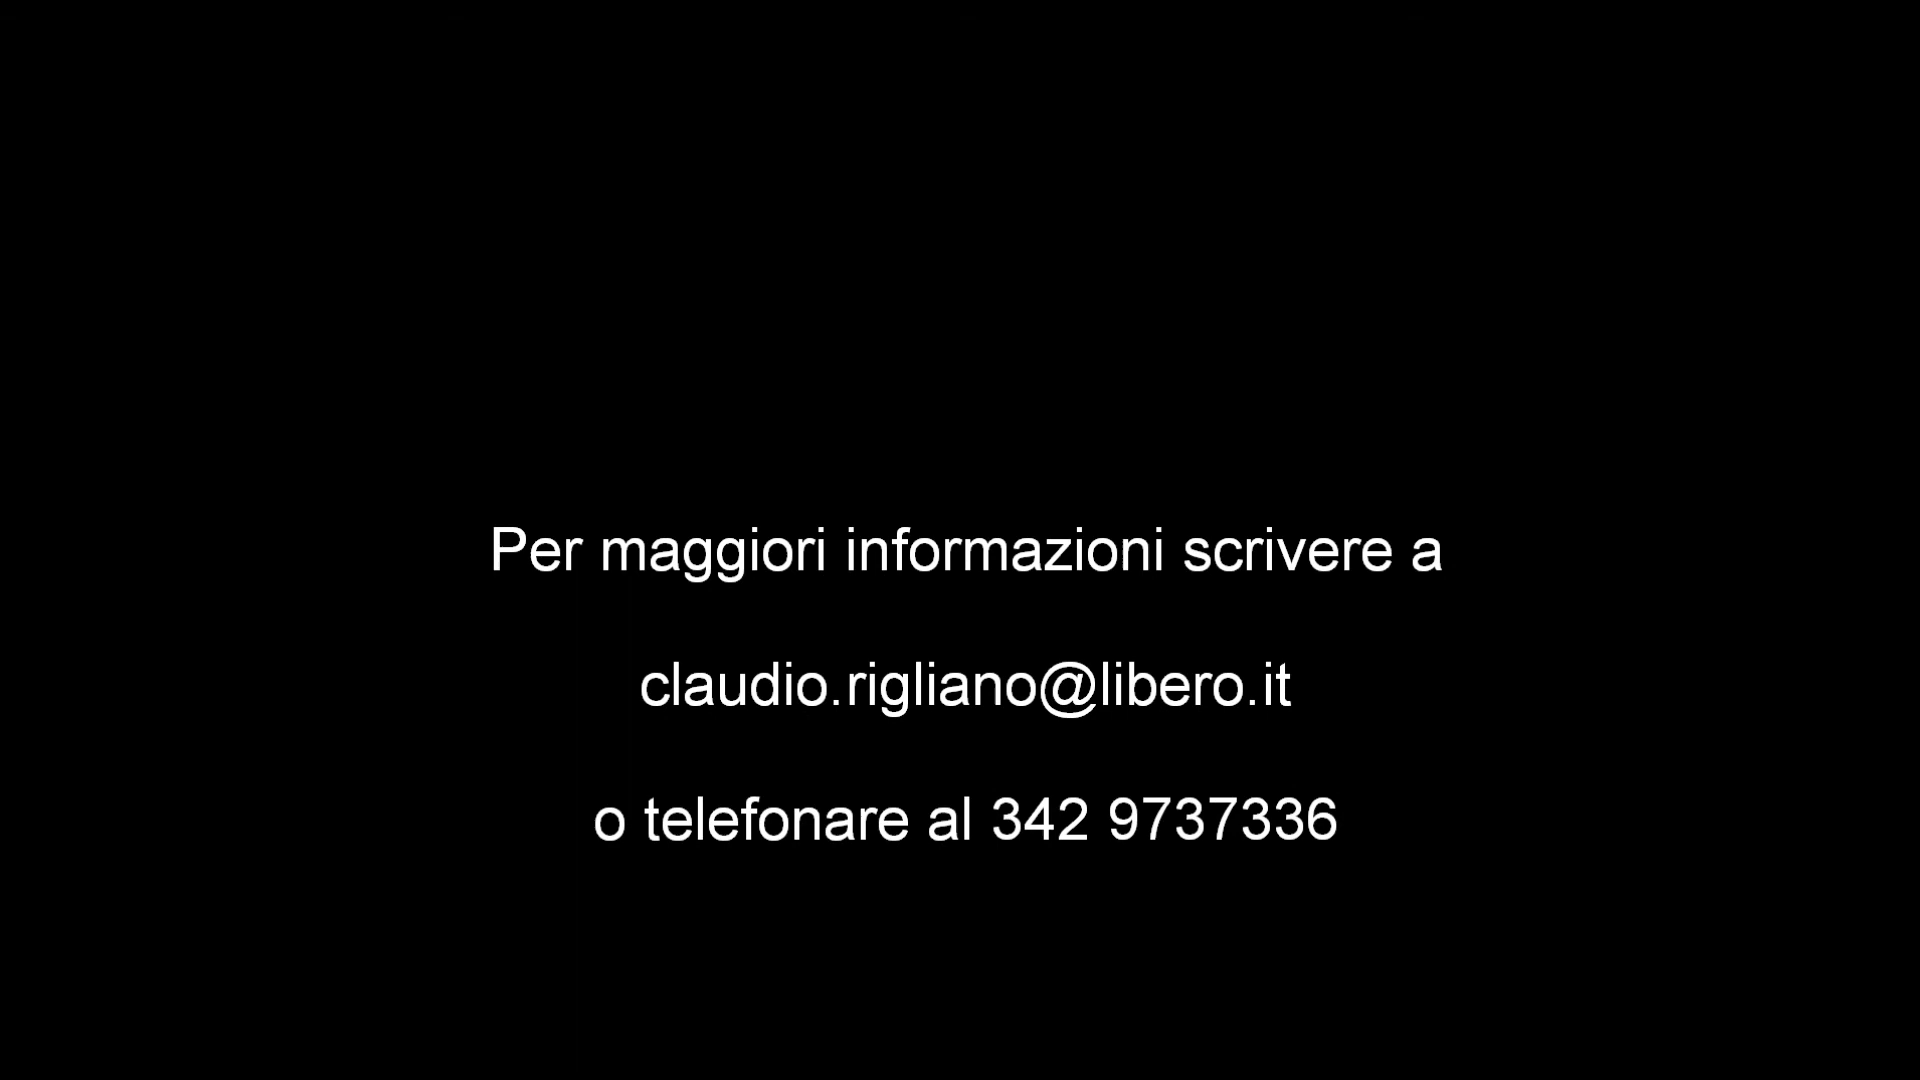 Per maggiori informazioni scrivere a
claudio.rigliano@libero.it
o telefonare al 342 9737336